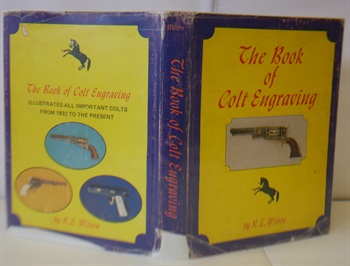 The Book of Colt Engraving
ILLUSTRATES ALL IMPORTANT COLTS
FROM 1832 TO THE PRESENT
by R. L. Wilson
Wilson
The Book of Colt Engraving
The Book
of
Colt Engraving
by R. L. Wilson